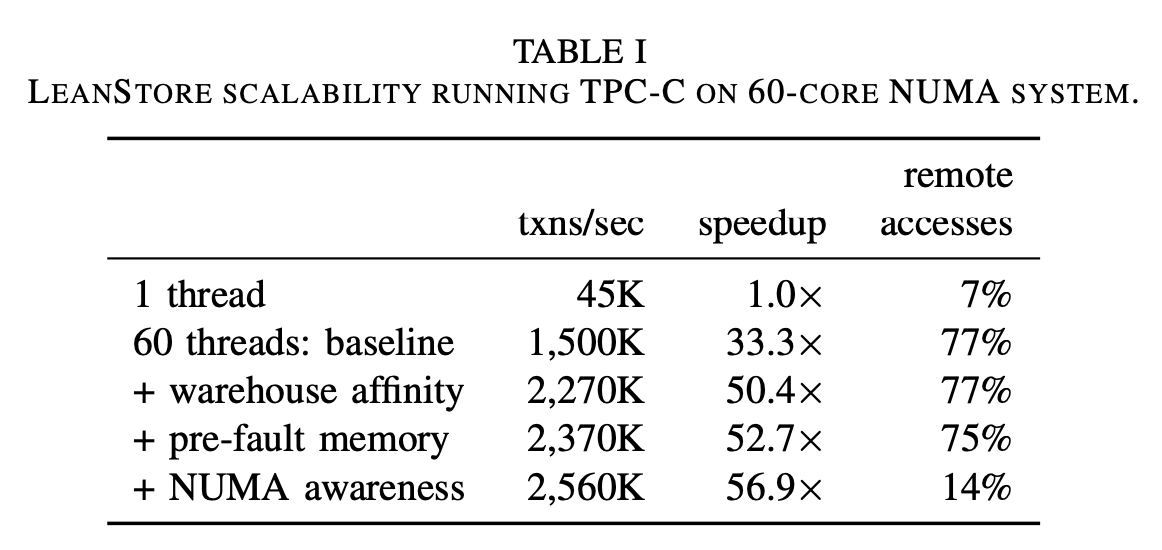 TABLE I
LEANSTORE SCALABILITY RUNNING TPC-C ON 60-CORE NUMA SYSTEM.
remote
txns/sec speedup accesses
1 thread 45K 1.0× 7%
60 threads: baseline 1,500K 33.3× 77%
+ warehouse affinity 2,270K 50.4× 77%
+ pre-fault memory 2,370K 52.7× 75%
+ NUMA awareness 2,560K 56.9× 14%